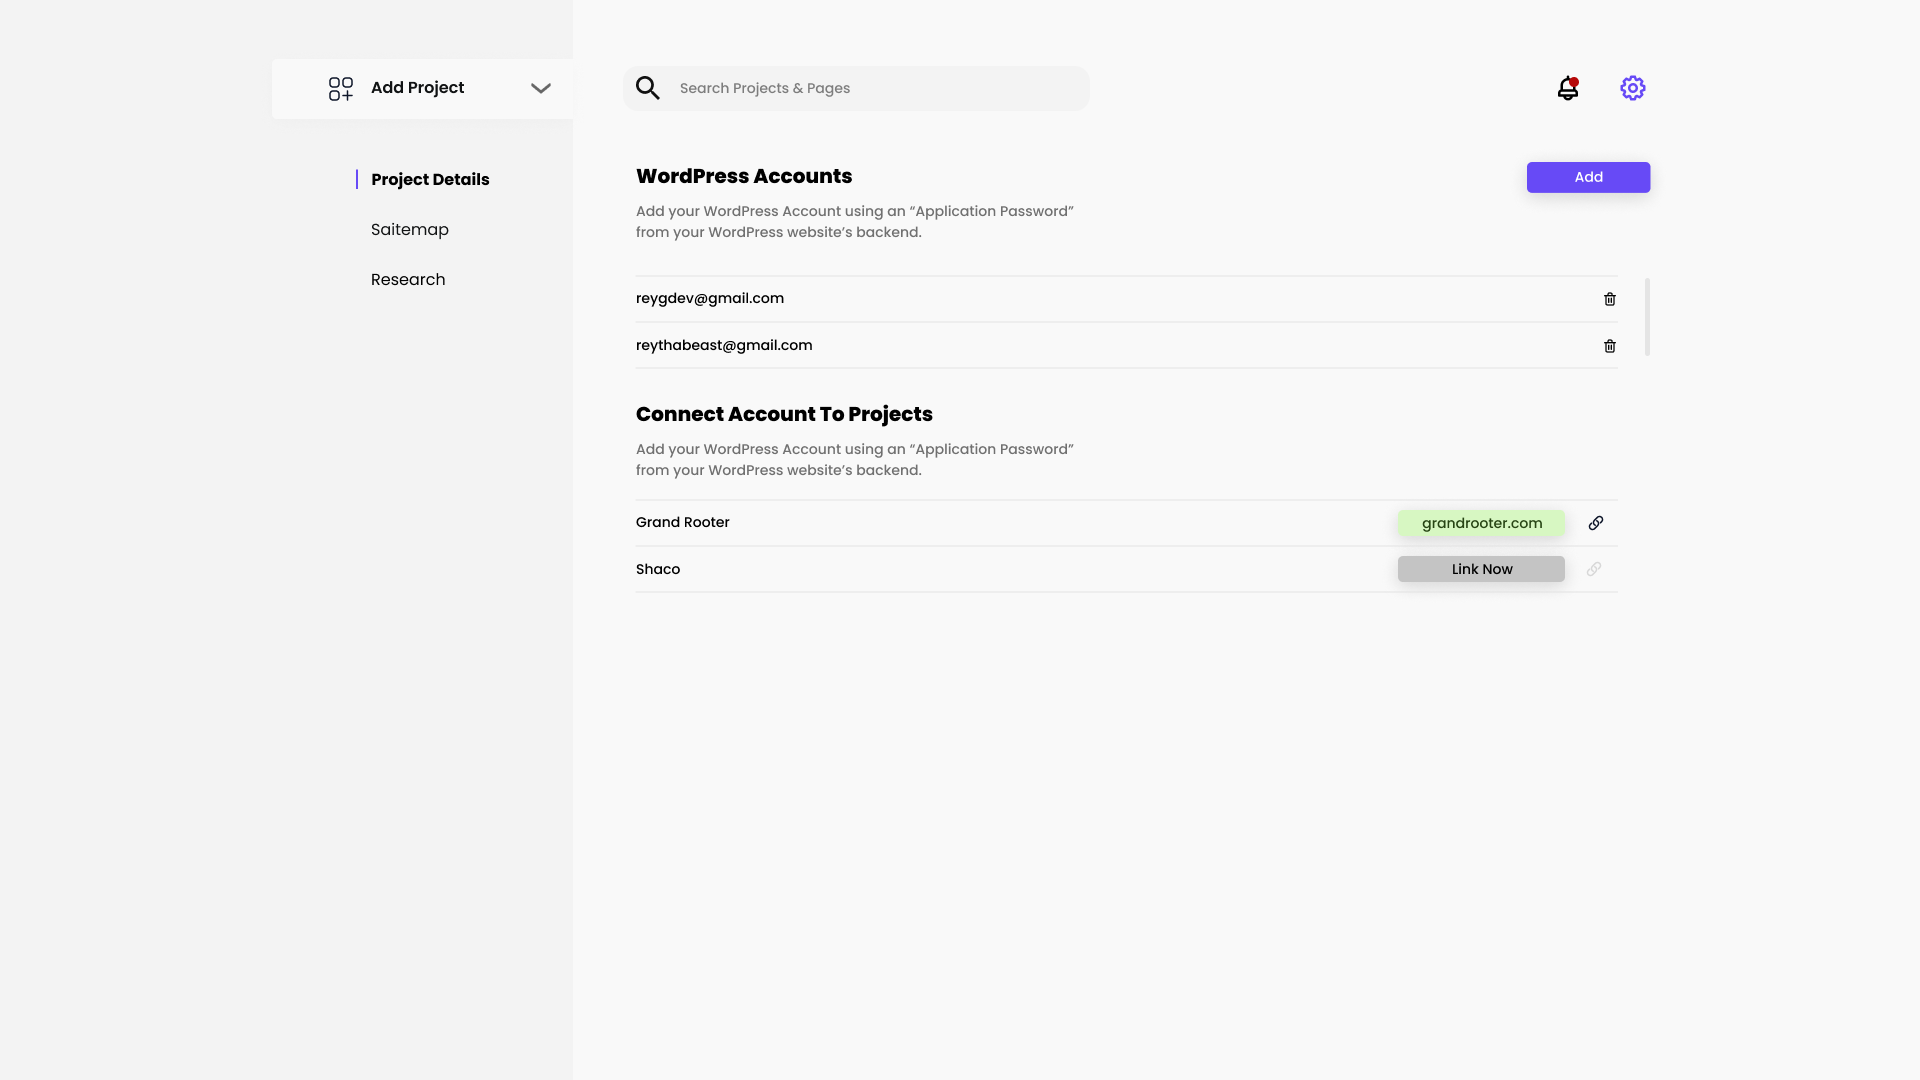 Add Project
Search Projects & Pages
Project Details
Saitemap
Research
WordPress Accounts
Add
Add your WordPress Account using an “Application Password”
from your WordPress website’s backend.
reygdev@gmail.com
reythabeast@gmail.com
Connect Account To Projects
Add your WordPress Account using an “Application Password”
from your WordPress website’s backend.
Grand Rooter
grandrooter.com
Shaco
Link Now